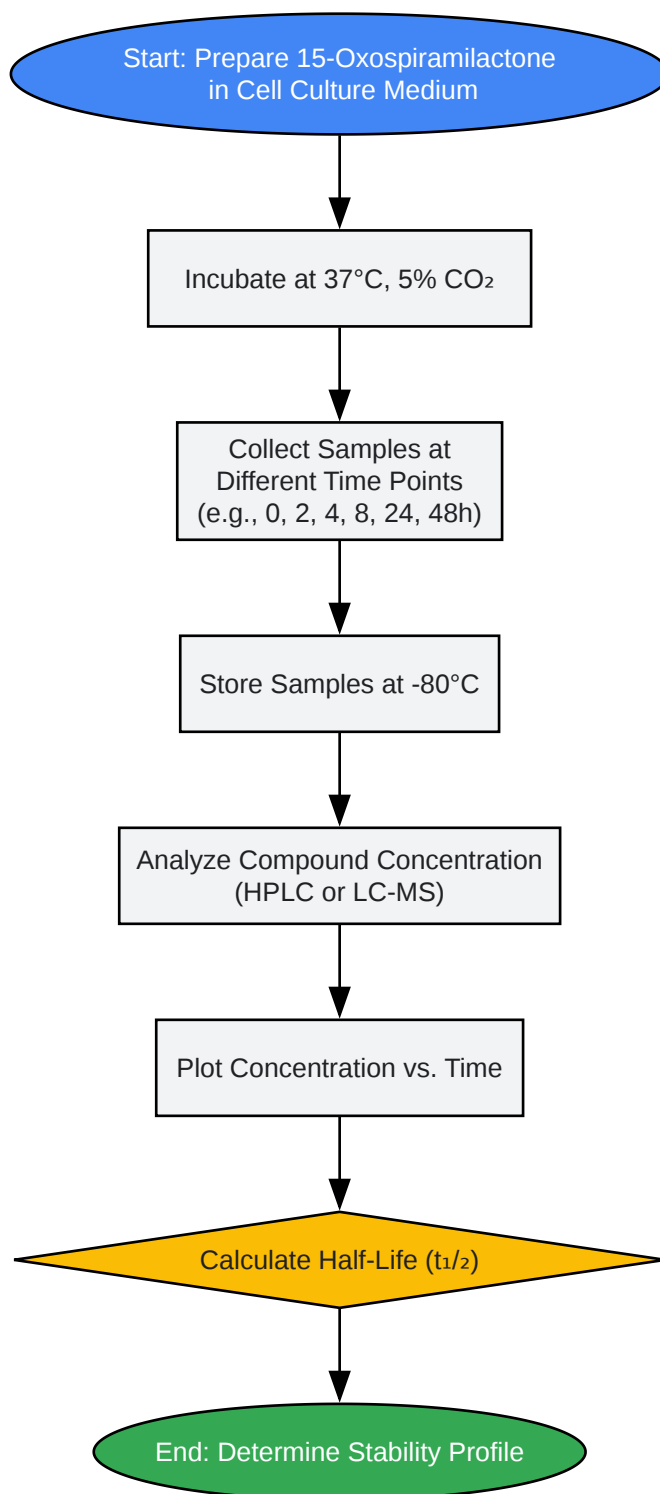 Start: Prepare 15-Oxospiramilactone
in Cell Culture Medium
Incubate at 37°C, 5% CO₂
Collect Samples at
Different Time Points
(e.g., 0, 2, 4, 8, 24, 48h)
Store Samples at -80°C
Analyze Compound Concentration
(HPLC or LC-MS)
Plot Concentration vs. Time
Calculate Half-Life (t₁/₂)
End: Determine Stability Profile